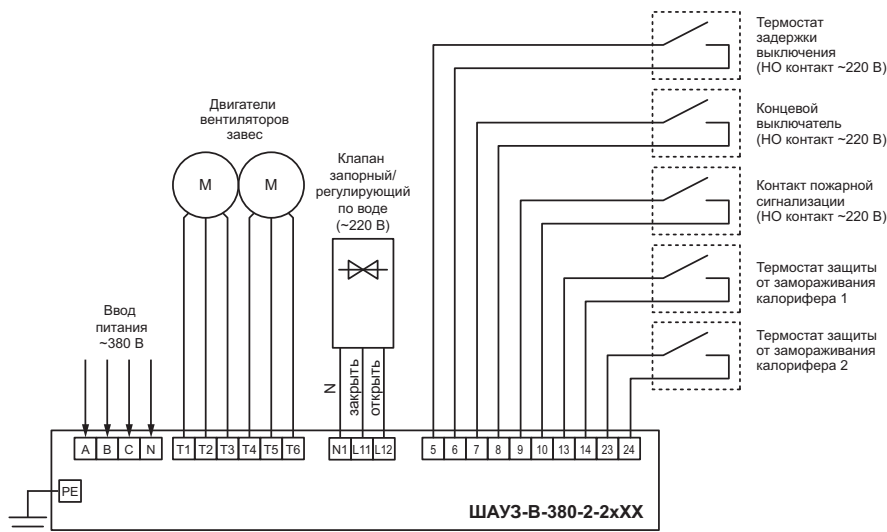 Термостат
задержки
выключения
(НО контакт ~220 В)
Концевой
выключатель
(НО контакт ~220 В)
Контакт пожарной
сигнализации
(НО контакт ~220 В)
Термостат защиты
от замораживания
калорифера 1
Термостат защиты
от замораживания
калорифера 2
Двигатели
вентиляторов
завес
М М
Клапан
запорный/
регулирующий
по воде
(~220 В)
Ввод
питания
~380 В
N
закрыть
открыть
A B C N T1 T2 T3 T4 T5 T6 N1 L11 L12 5 6 7 8 9 10 13 14 23 24
PE
ШАУЗ-В-380-2-2хХХ